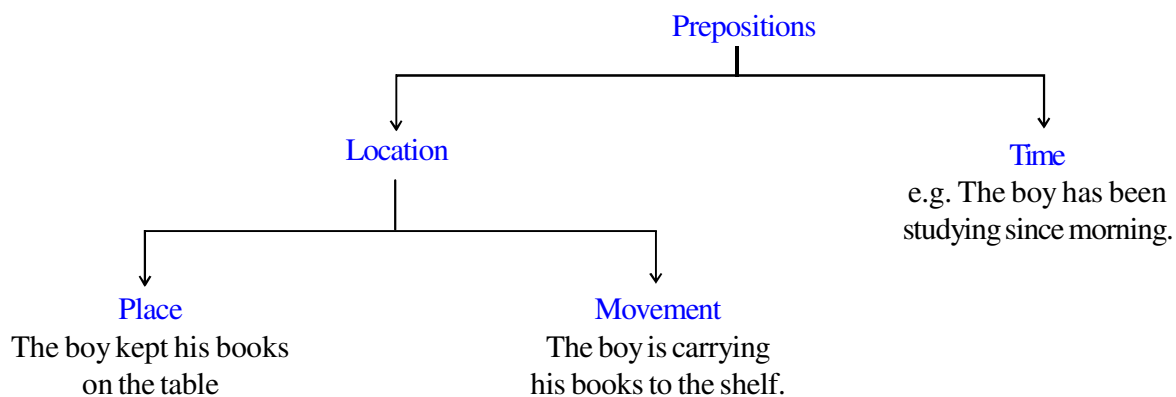 Prepositions
Location
Time
e.g. The boy has been
studying since morning.
Place
The boy kept his books
on the table
Movement
The boy is carrying
his books to the shelf.